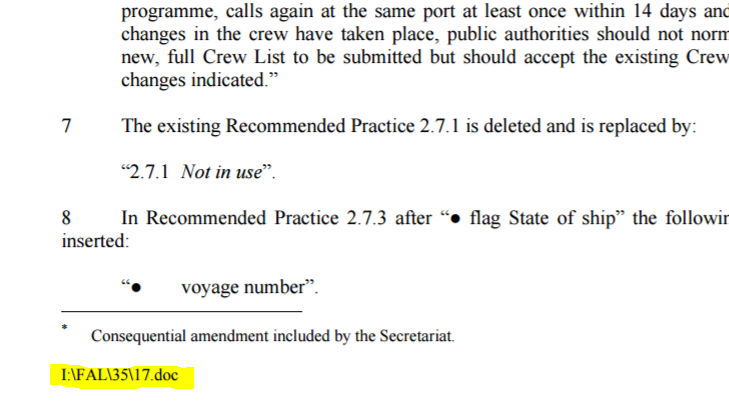 programme, calls again at the same port at least once within 14 days and
changes in the crew have taken place, public authorities should not norm
new, full Crew List to be submitted but should accept the existing Crew
changes indicated.”
7 The existing Recommended Practice 2.7.1 is deleted and is replaced by:
“2.7.1 Not in use”.
8 In Recommended Practice 2.7.3 after “● flag State of ship” the followin
inserted:
“● voyage number”.
* Consequential amendment included by the Secretariat.
I:\FAL\35\17.doc